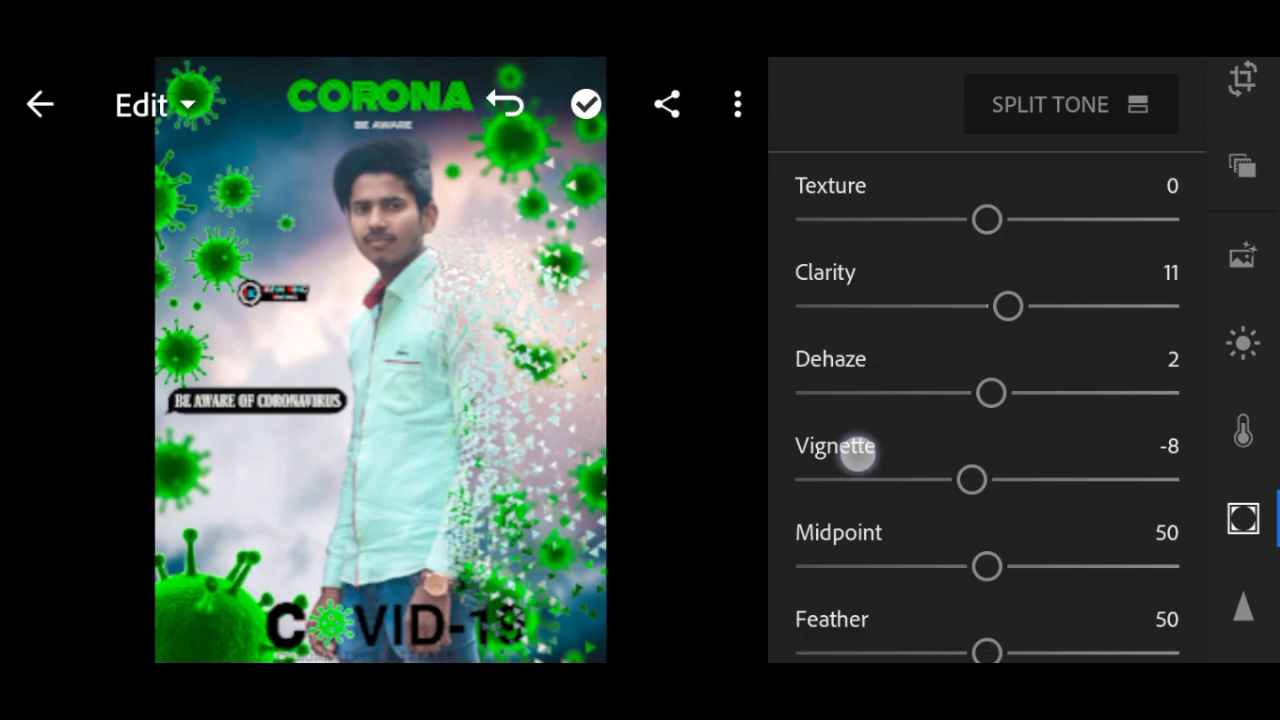 Edit
CORONA
BE AWARE
BE AWARE OF CORONAVIRUS
COVID-19
SPLIT TONE
Texture 0
Clarity 11
Dehaze 2
Vignette -8
Midpoint 50
Feather 50